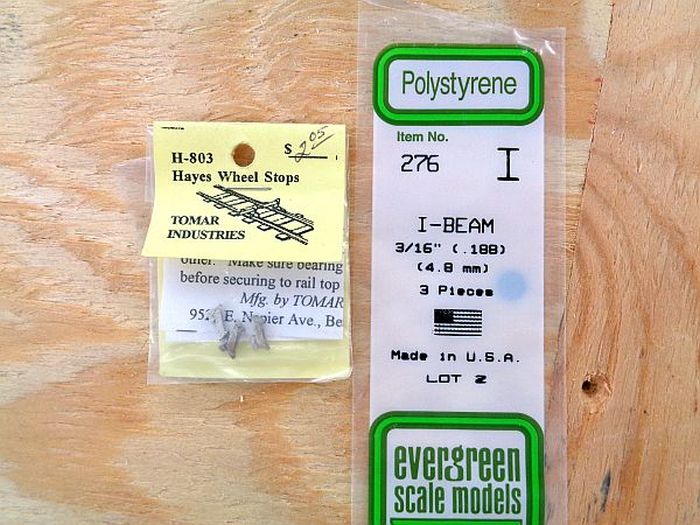 H-803
$ 2.05
Hayes Wheel Stops
TOMAR
INDUSTRIES
other. Make sure bearing
before securing to rail top
Mfg. by TOMAR
E. Napier Ave., Be
Polystyrene
Item No.
276 I
I-BEAM
3/16" (.188)
(4.8 mm)
3 Pieces
Made in U.S.A.
LOT 2
evergreen
scale models